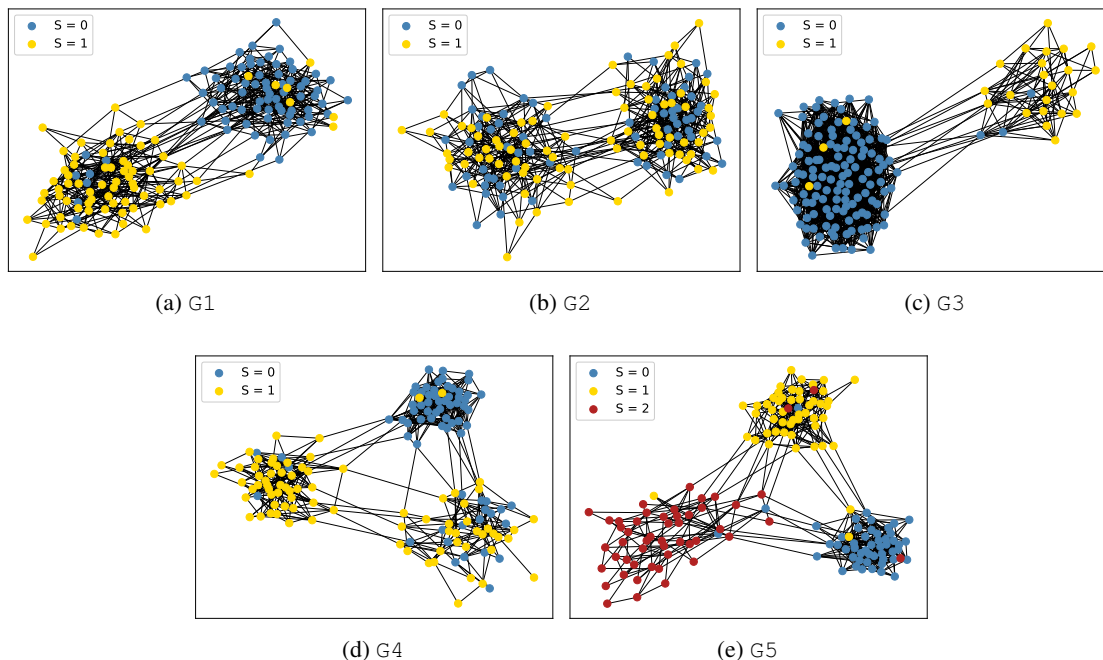 S = 0
S = 1
(a) G1
S = 0
S = 1
(b) G2
S = 0
S = 1
(c) G3
S = 0
S = 1
(d) G4
S = 0
S = 1
S = 2
(e) G5